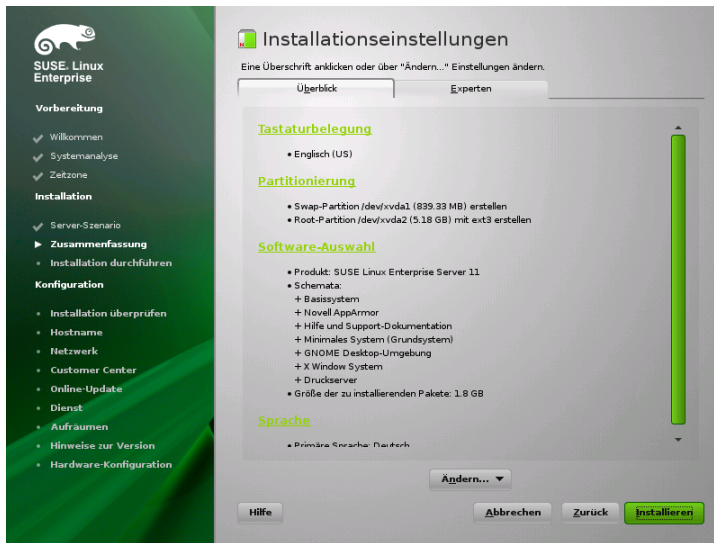 SUSE. Linux
Enterprise
Vorbereitung
Willkommen
Systemanalyse
Zeitzone
Installation
Server-Szenario
Zusammenfassung
Installation durchführen
Konfiguration
Installation überprüfen
Hostname
Netzwerk
Customer Center
Online-Update
Dienst
Aufräumen
Hinweise zur Version
Hardware-Konfiguration
Installationseinstellungen
Eine Überschrift anklicken oder über "Ändern..." Einstellungen ändern.
Überblick
Experten
Tastaturbelegung
• Englisch (US)
Partitionierung
• Swap-Partition /dev/xvda1 (839.33 MB) erstellen
• Root-Partition /dev/xvda2 (5.18 GB) mit ext3 erstellen
Software-Auswahl
• Produkt: SUSE Linux Enterprise Server 11
• Schemata:
+ Basissystem
+ Novell AppArmor
+ Hilfe und Support-Dokumentation
+ Minimales System (Grundsystem)
+ GNOME Desktop-Umgebung
+ X Window System
+ Druckserver
• Größe der zu installierenden Pakete: 1.8 GB
Sprache
• Primäre Sprache: Deutsch
Ändern...
Hilfe
Abbrechen
Zurück
Installieren